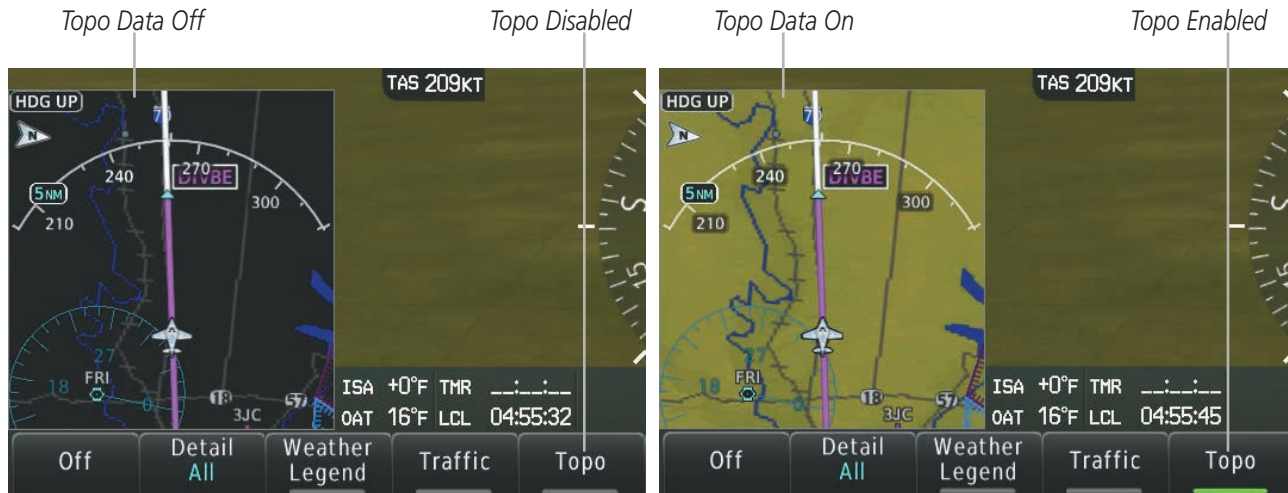 Topo Data Off
Topo Disabled
Topo Data On
Topo Enabled
TAS 209KT
HDG UP
N
240
270
DIVBE
5NM
300
210
27
FRI
18
0
18
57
3JC
15
ISA +0°F TMR __:__:__
OAT 16°F LCL 04:55:32
Off
Detail
All
Weather
Legend
Traffic
Topo
TAS 209KT
HDG UP
N
240
270
DIVBE
5NM
300
210
27
FRI
18
0
18
57
3JC
15
ISA +0°F TMR __:__:__
OAT 16°F LCL 04:55:45
Off
Detail
All
Weather
Legend
Traffic
Topo